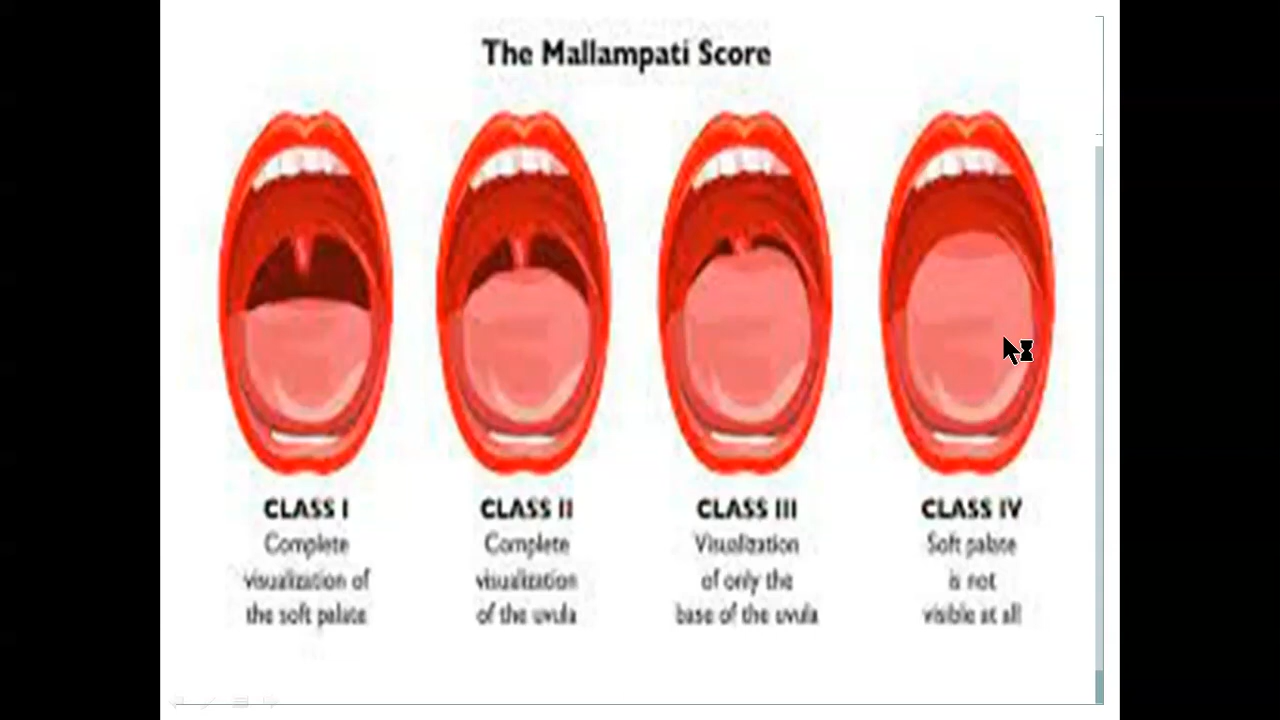 The Mallampati Score
CLASS I
Complete
visualization of
the soft palate
CLASS II
Complete
visualization
of the uvula
CLASS III
Visualization
of only the
base of the uvula
CLASS IV
Soft palate
is not
visible at all